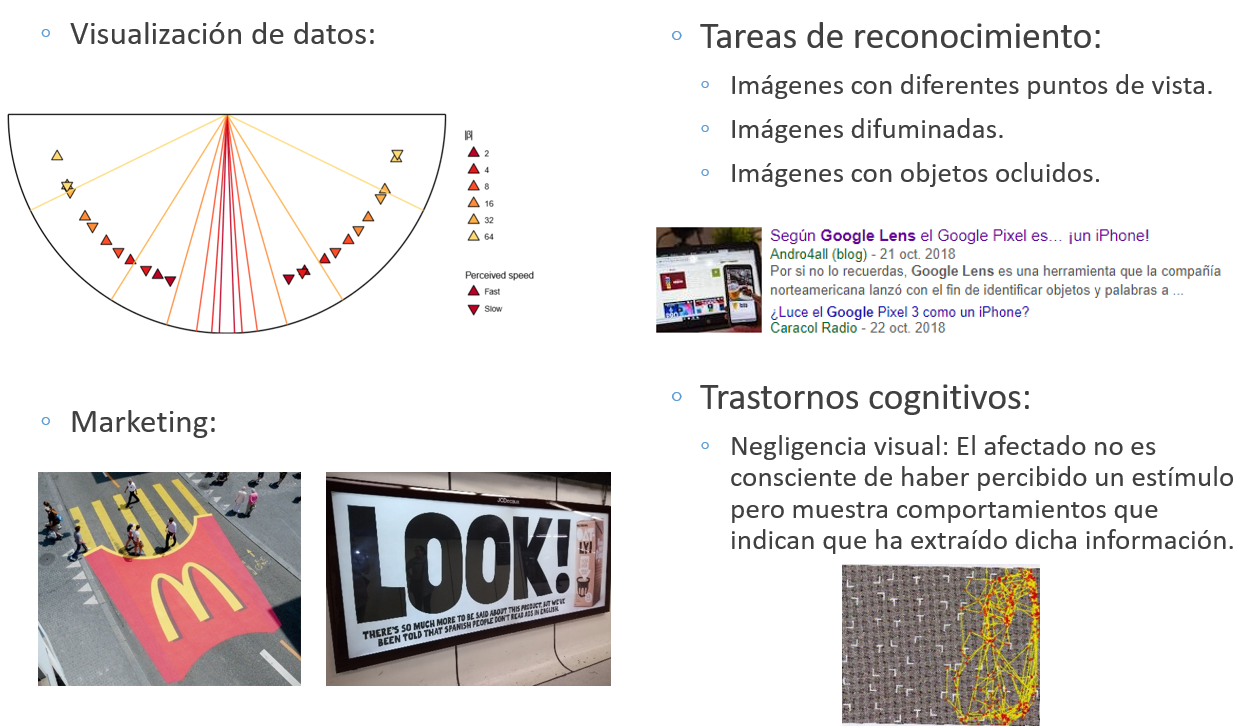 Visualización de datos:
|β|
2
4
8
16
32
64
Perceived speed
Fast
Slow
Marketing:
JCDecaux
LOOK!
THERE'S SO MUCH MORE TO BE SAID ABOUT THIS PRODUCT, BUT WE'VE
BEEN TOLD THAT SPANISH PEOPLE DON'T READ ADS IN ENGLISH.
Tareas de reconocimiento:
Imágenes con diferentes puntos de vista.
Imágenes difuminadas.
Imágenes con objetos ocluidos.
Según Google Lens el Google Pixel es... ¡un iPhone!
Andro4all (blog) - 21 oct. 2018
Por si no lo recuerdas, Google Lens es una herramienta que la compañía
norteamericana lanzó con el fin de identificar objetos y palabras a ...
¿Luce el Google Pixel 3 como un iPhone?
Caracol Radio - 22 oct. 2018
Trastornos cognitivos:
Negligencia visual: El afectado no es
consciente de haber percibido un estímulo
pero muestra comportamientos que
indican que ha extraído dicha información.